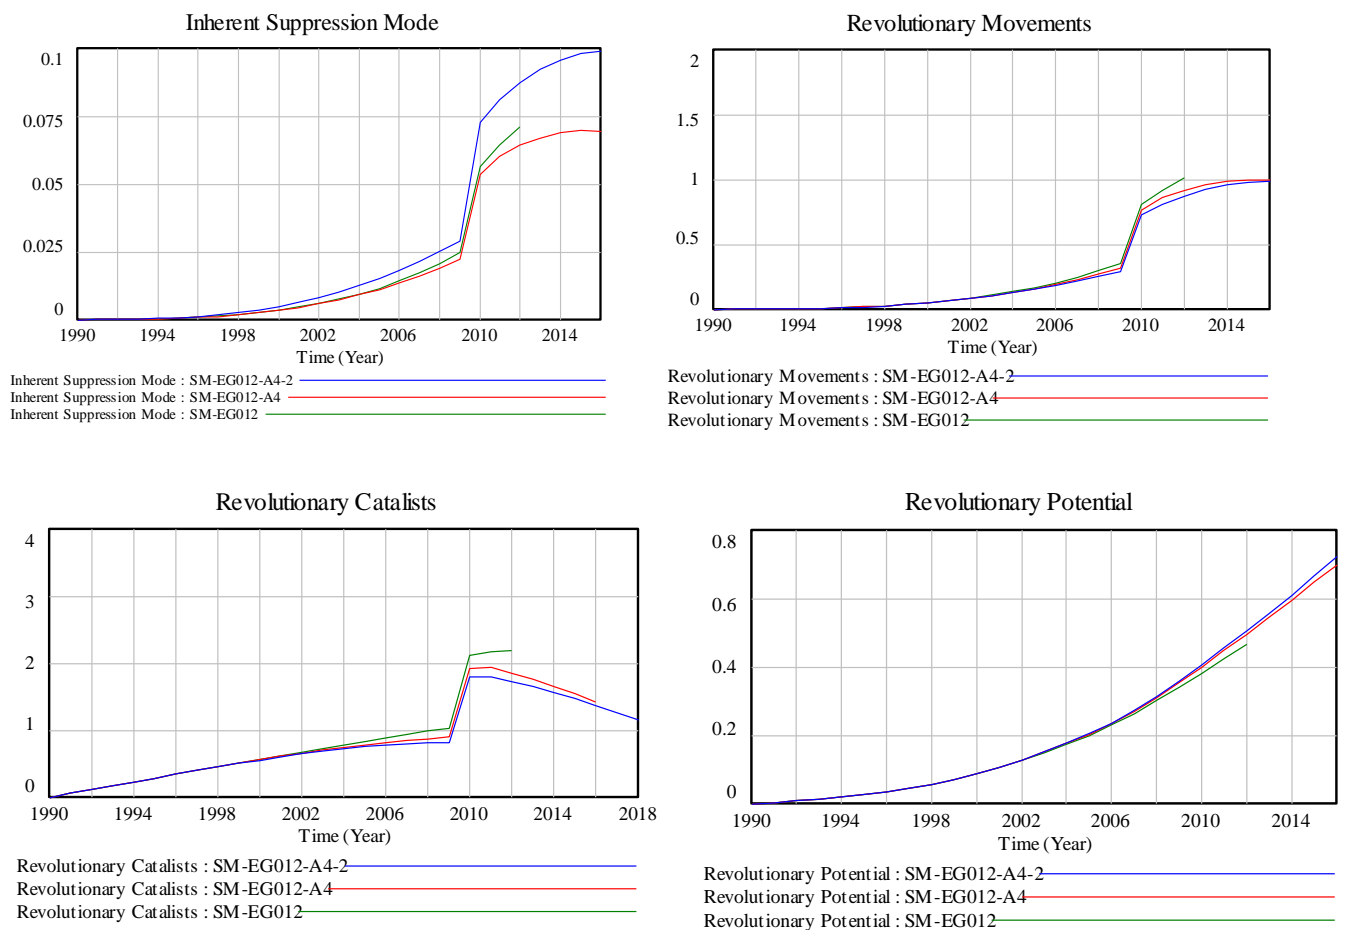 Inherent Suppression Mode
0.1
0.075
0.05
0.025
0
1990 1994 1998 2002 2006 2010 2014
Time (Year)
Inherent Suppression Mode : SM-EG012-A4-2
Inherent Suppression Mode : SM-EG012-A4
Inherent Suppression Mode : SM-EG012
Revolutionary Movements
2
1.5
1
0.5
0
1990 1994 1998 2002 2006 2010 2014
Time (Year)
Revolutionary Movements : SM-EG012-A4-2
Revolutionary Movements : SM-EG012-A4
Revolutionary Movements : SM-EG012
Revolutionary Catalists
4
3
2
1
0
1990 1994 1998 2002 2006 2010 2014 2018
Time (Year)
Revolutionary Catalists : SM-EG012-A4-2
Revolutionary Catalists : SM-EG012-A4
Revolutionary Catalists : SM-EG012
Revolutionary Potential
0.8
0.6
0.4
0.2
0
1990 1994 1998 2002 2006 2010 2014
Time (Year)
Revolutionary Potential : SM-EG012-A4-2
Revolutionary Potential : SM-EG012-A4
Revolutionary Potential : SM-EG012